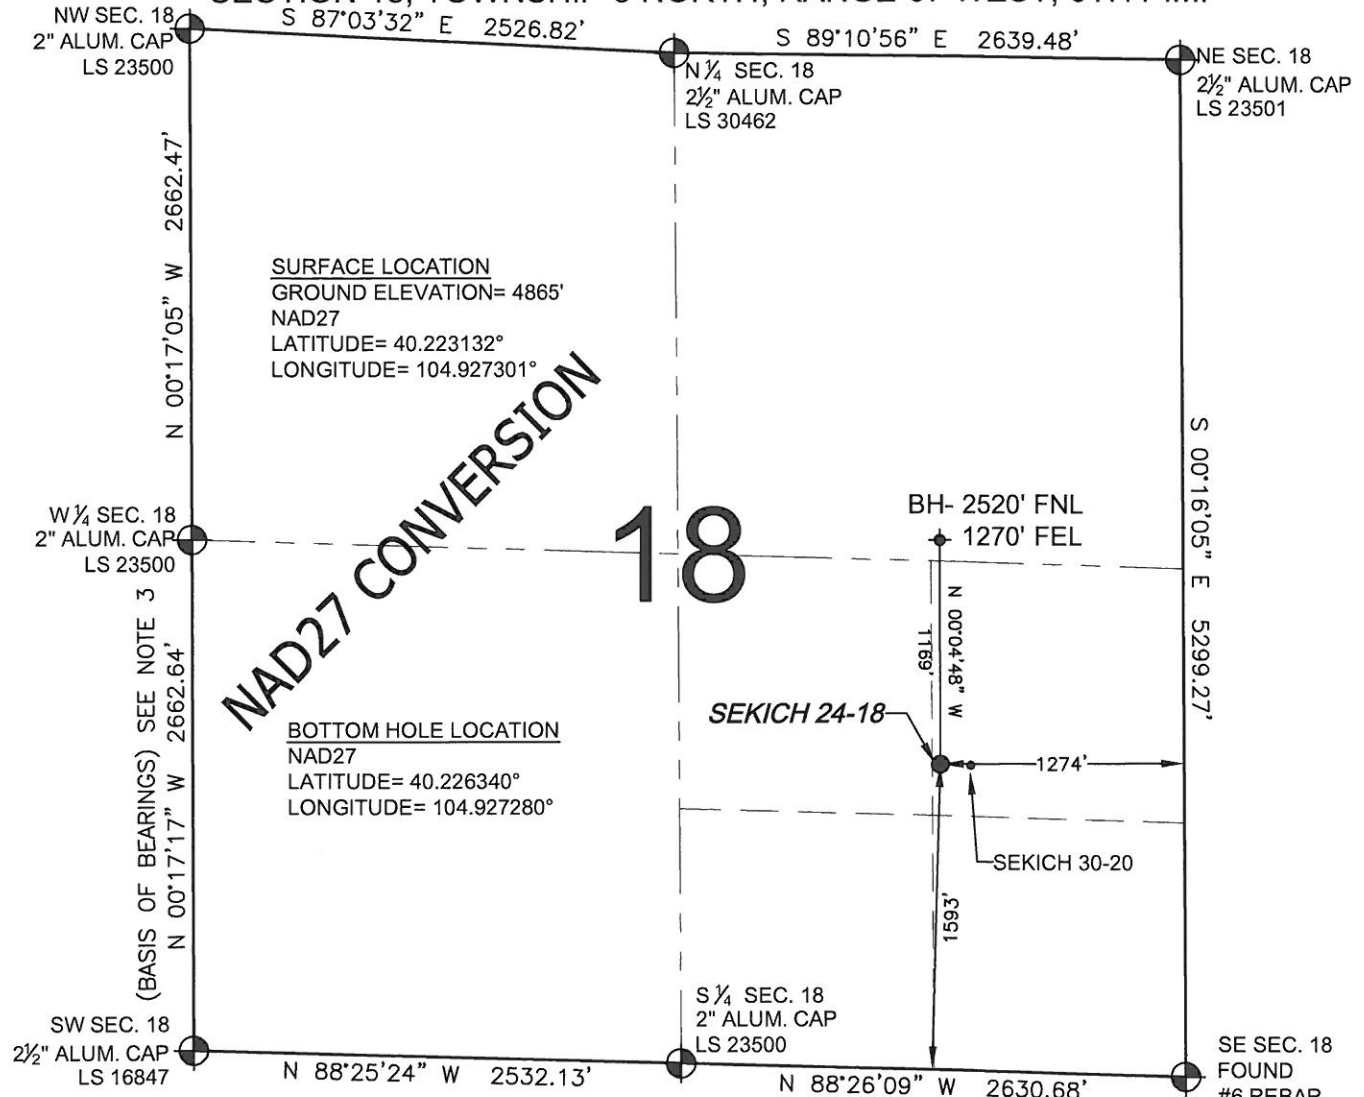 NORTH, RANGE
S 87°03'32" E 2526.82'
S 89°10'56" E 2639.48'
NW SEC. 18
2" ALUM. CAP
LS 23500
N ¼ SEC. 18
2½" ALUM. CAP
LS 30462
NE SEC. 18
2½" ALUM. CAP
LS 23501
N 00°17'05" W 2662.47'
SURFACE LOCATION
GROUND ELEVATION= 4865'
NAD27
LATITUDE= 40.223132°
LONGITUDE= 104.927301°
NAD27 CONVERSION
18
S 00°16'05" E 5299.27'
BH- 2520' FNL
1270' FEL
W ¼ SEC. 18
2" ALUM. CAP
LS 23500
N 00°04'48" W
1169'
(BASIS OF BEARINGS) SEE NOTE 3
N 00°17'17" W 2662.64'
SEKICH 24-18
1274'
BOTTOM HOLE LOCATION
NAD27
LATITUDE= 40.226340°
LONGITUDE= 104.927280°
SEKICH 30-20
1593'
SW SEC. 18
2½" ALUM. CAP
LS 16847
S ¼ SEC. 18
2" ALUM. CAP
LS 23500
SE SEC. 18
FOUND
#6 REBAR
N 88°25'24" W 2532.13'
N 88°26'09" W 2630.68'